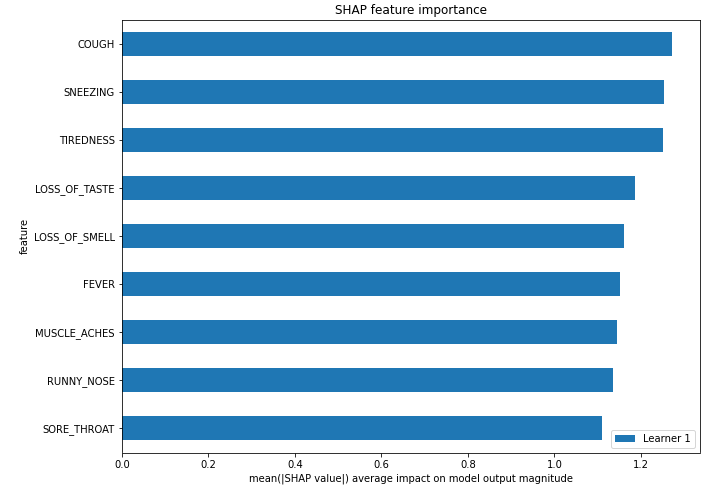 SHAP feature importance
COUGH
SNEEZING
TIREDNESS
LOSS_OF_TASTE
LOSS_OF_SMELL
FEVER
MUSCLE_ACHES
RUNNY_NOSE
SORE_THROAT
feature
Learner 1
0.0 0.2 0.4 0.6 0.8 1.0 1.2
mean(|SHAP value|) average impact on model output magnitude